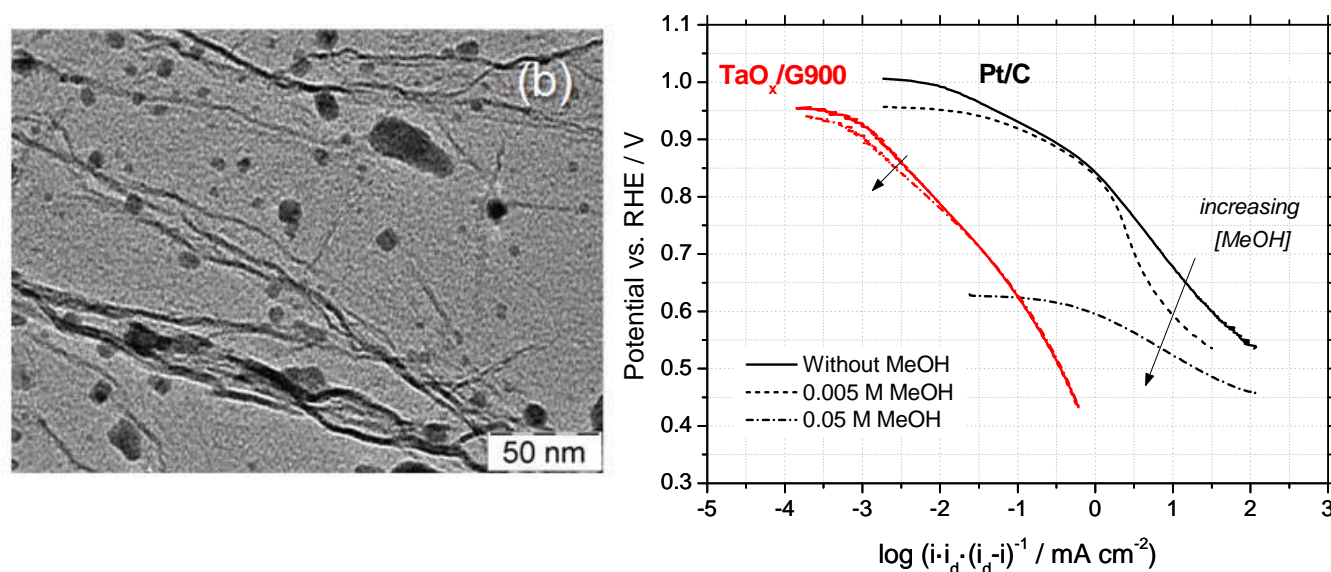 (b)
50 nm
1.1
1.0
0.9
0.8
0.7
0.6
0.5
0.4
0.3
Potential vs. RHE / V
TaOx/G900
Pt/C
increasing
[MeOH]
Without MeOH
0.005 M MeOH
0.05 M MeOH
-5 -4 -3 -2 -1 0 1 2 3
log (i·id·(id-i)-1 / mA cm-2)